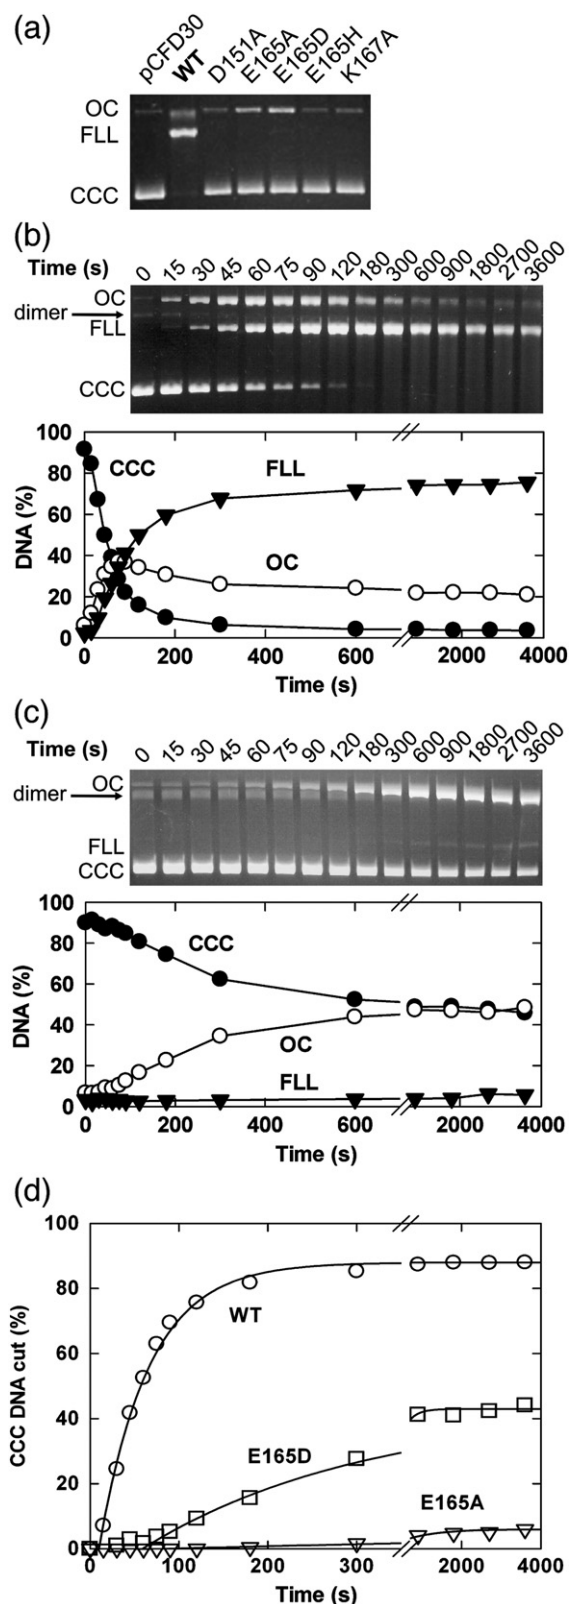 (a)
pCFD30 WT D151A E165A E165D E165H K167A
OC
FLL
CCC
(b)
Time (s) 0 15 30 45 60 75 90 120 180 300 600 900 1800 2700 3600
OC
dimer
FLL
CCC
100
80
60
40
20
0
DNA (%)
CCC
FLL
OC
0 200 400 600 2000 4000
Time (s)
(c)
Time (s) 0 15 30 45 60 75 90 120 180 300 600 900 1800 2700 3600
OC
dimer
FLL
CCC
100
80
60
40
20
0
DNA (%)
CCC
OC
FLL
0 200 400 600 2000 4000
Time (s)
(d)
100
80
60
40
20
0
CCC DNA cut (%)
WT
E165D
E165A
0 100 200 300 2000 4000
Time (s)